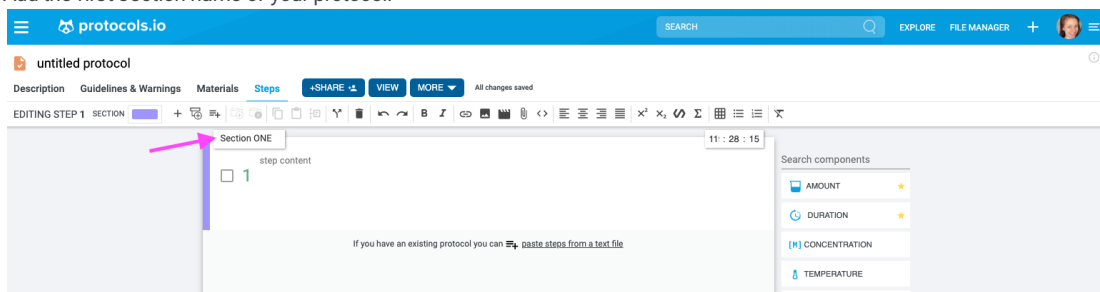 Add the first section name of your protocol.
protocols.io SEARCH EXPLORE FILE MANAGER
untitled protocol
Description Guidelines & Warnings Materials Steps +SHARE VIEW MORE All changes saved
EDITING STEP 1 SECTION B I x² x₂ Σ
Section ONE 11 : 28 : 15
step content
1
Search components
AMOUNT
DURATION
If you have an existing protocol you can paste steps from a text file
[M] CONCENTRATION
TEMPERATURE